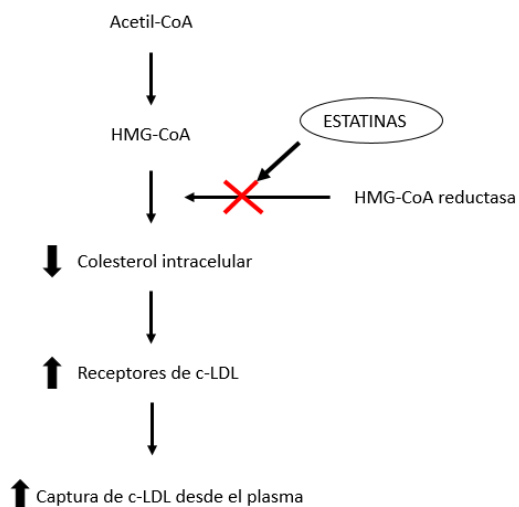 Acetil-CoA
ESTATINAS
HMG-CoA
HMG-CoA reductasa
Colesterol intracelular
Receptores de c-LDL
Captura de c-LDL desde el plasma